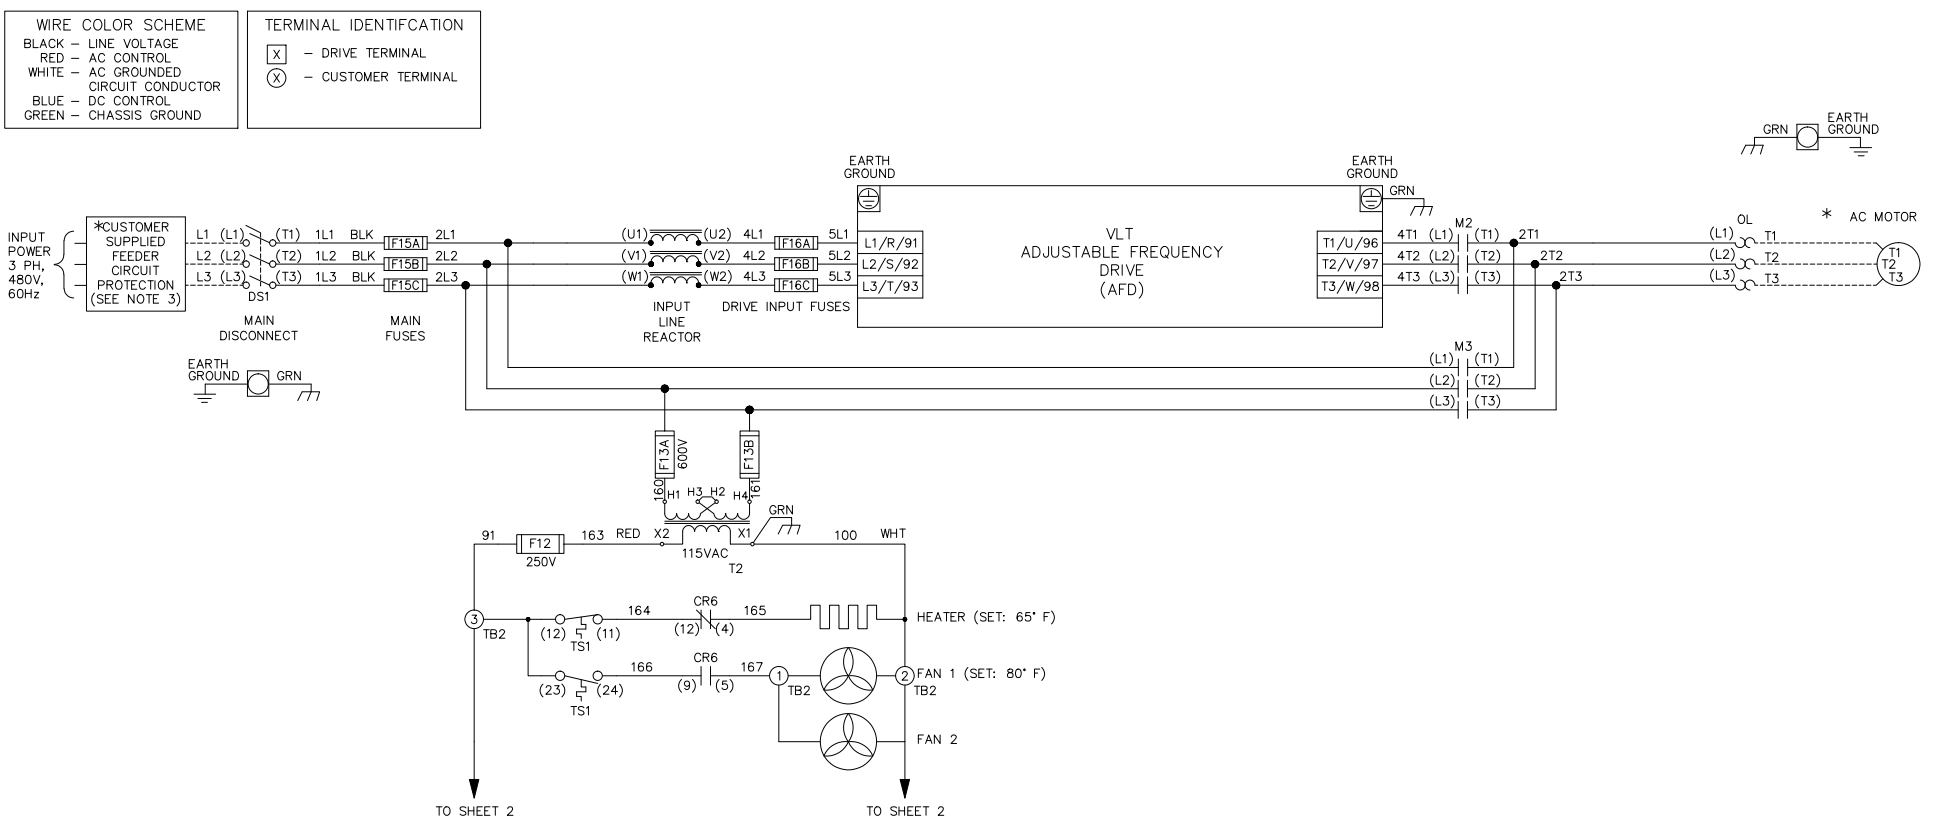 WIRE COLOR SCHEME
BLACK – LINE VOLTAGE
RED – AC CONTROL
WHITE – AC GROUNDED
CIRCUIT CONDUCTOR
BLUE – DC CONTROL
GREEN – CHASSIS GROUND
TERMINAL IDENTIFCATION
X – DRIVE TERMINAL
X – CUSTOMER TERMINAL
GRN
EARTH
GROUND
INPUT
POWER
3 PH,
480V,
60Hz
*CUSTOMER
SUPPLIED
FEEDER
CIRCUIT
PROTECTION
(SEE NOTE 3)
L1 (L1) (T1) 1L1 BLK F15A 2L1
L2 (L2) (T2) 1L2 BLK F15B 2L2
L3 (L3) (T3) 1L3 BLK F15C 2L3
DS1
MAIN
DISCONNECT
MAIN
FUSES
EARTH
GROUND
GRN
(U1) (U2) 4L1 F16A 5L1
(V1) (V2) 4L2 F16B 5L2
(W1) (W2) 4L3 F16C 5L3
INPUT
LINE
REACTOR
DRIVE INPUT FUSES
EARTH
GROUND
L1/R/91
L2/S/92
L3/T/93
VLT
ADJUSTABLE FREQUENCY
DRIVE
(AFD)
EARTH
GROUND
GRN
T1/U/96
T2/V/97
T3/W/98
M2
4T1 (L1) (T1) 2T1
4T2 (L2) (T2) 2T2
4T3 (L3) (T3) 2T3
OL
(L1) T1
(L2) T2
(L3) T3
* AC MOTOR
T1
T2
T3
M3
(L1) (T1)
(L2) (T2)
(L3) (T3)
F13A
600V
F13B
160
H1 H3 H2 H4
161
GRN
91 F12 163 RED X2 X1 100 WHT
250V
115VAC
T2
3
TB2
(12) (11)
TS1
164
CR6
(12) (4)
165
HEATER (SET: 65° F)
(23) (24)
TS1
166
CR6
(9) (5)
167
1
TB2
2
TB2
FAN 1 (SET: 80° F)
FAN 2
TO SHEET 2
TO SHEET 2